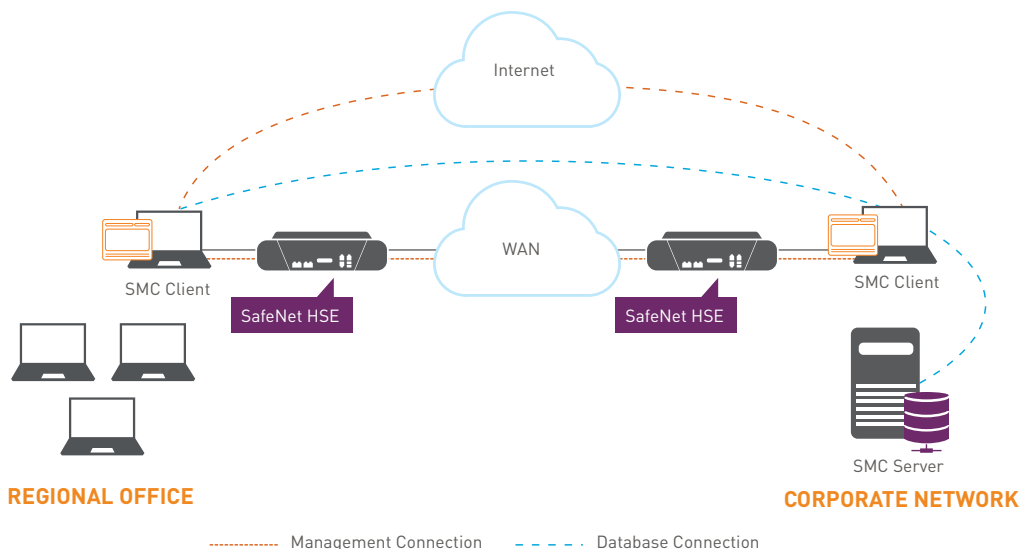 Internet
WAN
SMC Client
SafeNet HSE
SafeNet HSE
SMC Client
SMC Server
REGIONAL OFFICE
CORPORATE NETWORK
Management Connection
Database Connection